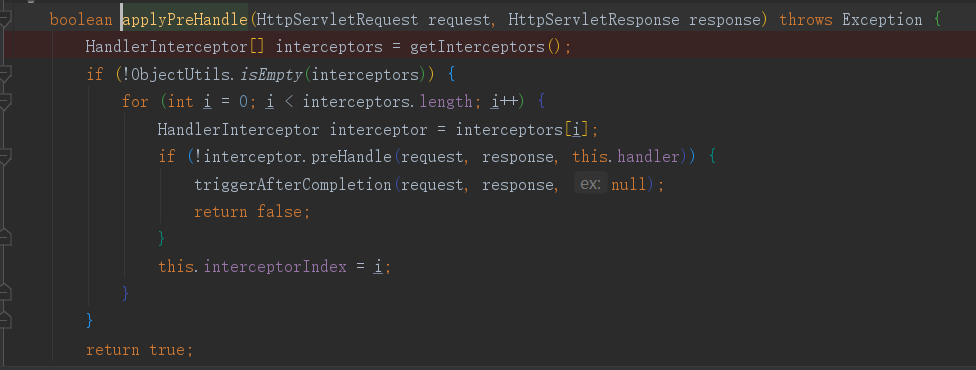 boolean applyPreHandle(HttpServletRequest request, HttpServletResponse response) throws Exception {
HandlerInterceptor[] interceptors = getInterceptors();
if (!ObjectUtils.isEmpty(interceptors)) {
for (int i = 0; i < interceptors.length; i++) {
HandlerInterceptor interceptor = interceptors[i];
if (!interceptor.preHandle(request, response, this.handler)) {
triggerAfterCompletion(request, response, ex: null);
return false;
}
this.interceptorIndex = i;
}
}
return true;